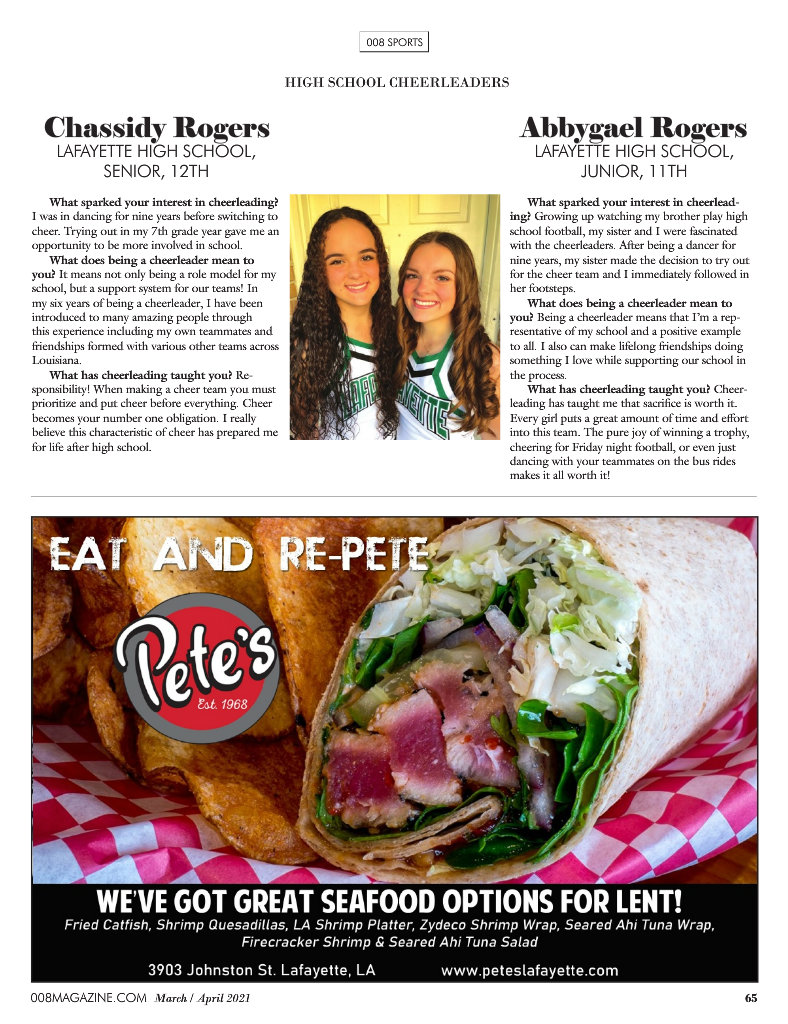 008 SPORTS
HIGH SCHOOL CHEERLEADERS
Chassidy Rogers
LAFAYETTE HIGH SCHOOL,
SENIOR, 12TH
What sparked your interest in cheerleading?
I was in dancing for nine years before switching to
cheer. Trying out in my 7th grade year gave me an
opportunity to be more involved in school.
What does being a cheerleader mean to
you? It means not only being a role model for my
school, but a support system for our teams! In
my six years of being a cheerleader, I have been
introduced to many amazing people through
this experience including my own teammates and
friendships formed with various other teams across
Louisiana.
What has cheerleading taught you? Re-
sponsibility! When making a cheer team you must
prioritize and put cheer before everything. Cheer
becomes your number one obligation. I really
believe this characteristic of cheer has prepared me
for life after high school.
Abbygael Rogers
LAFAYETTE HIGH SCHOOL,
JUNIOR, 11TH
What sparked your interest in cheerlead-
ing? Growing up watching my brother play high
school football, my sister and I were fascinated
with the cheerleaders. After being a dancer for
nine years, my sister made the decision to try out
for the cheer team and I immediately followed in
her footsteps.
What does being a cheerleader mean to
you? Being a cheerleader means that I'm a rep-
resentative of my school and a positive example
to all. I also can make lifelong friendships doing
something I love while supporting our school in
the process.
What has cheerleading taught you? Cheer-
leading has taught me that sacrifice is worth it.
Every girl puts a great amount of time and effort
into this team. The pure joy of winning a trophy,
cheering for Friday night football, or even just
dancing with your teammates on the bus rides
makes it all worth it!
EAT AND RE-PETE
Pete's
Est. 1968
WE'VE GOT GREAT SEAFOOD OPTIONS FOR LENT!
Fried Catfish, Shrimp Quesadillas, LA Shrimp Platter, Zydeco Shrimp Wrap, Seared Ahi Tuna Wrap,
Firecracker Shrimp & Seared Ahi Tuna Salad
3903 Johnston St. Lafayette, LA www.peteslafayette.com
008MAGAZINE.COM March / April 2021 65